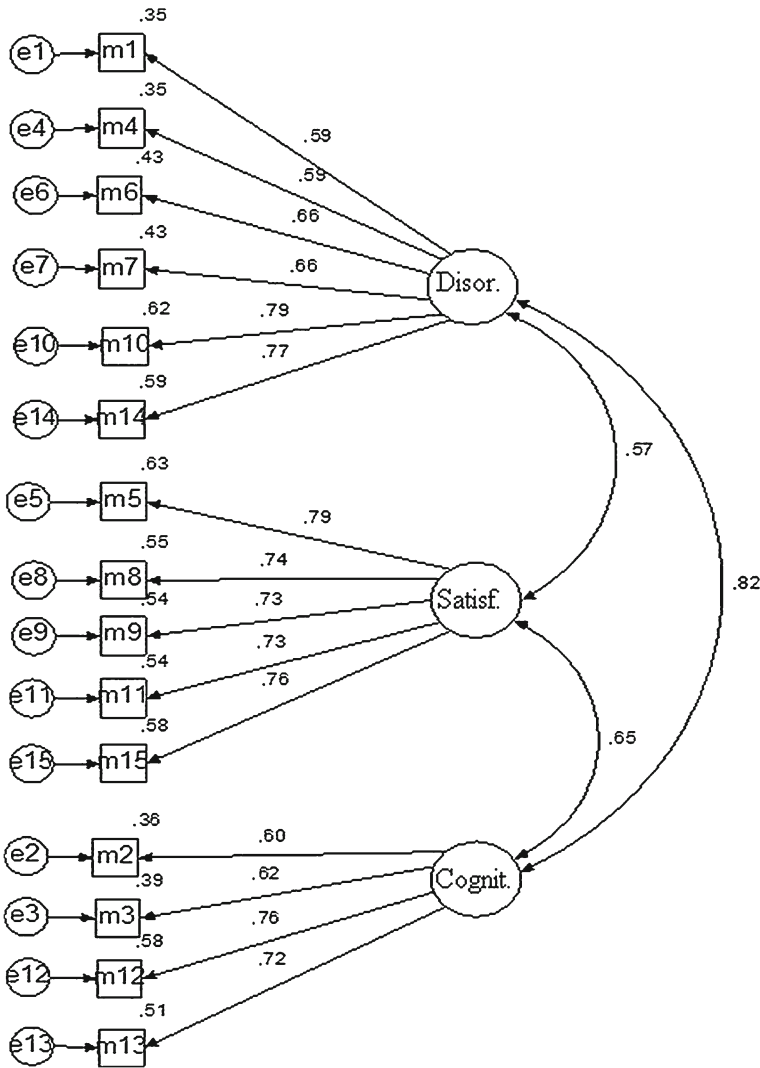 .35
e1 m1
.35
.59
e4 m4
.43
.59
e6 m6
.66
.43
e7 m7
.66
Disor.
.62
.79
e10 m10
.77
.59
e14 m14
.57
.63
e5 m5
.79
.55
.74
e8 m8
.82
.54
.73
Satisf.
e9 m9
.73
.54
.76
e11 m11
.58
.65
e15 m15
.36
.60
e2 m2
.62
.39
Cognit.
e3 m3
.76
.58
.72
e12 m12
.51
e13 m13